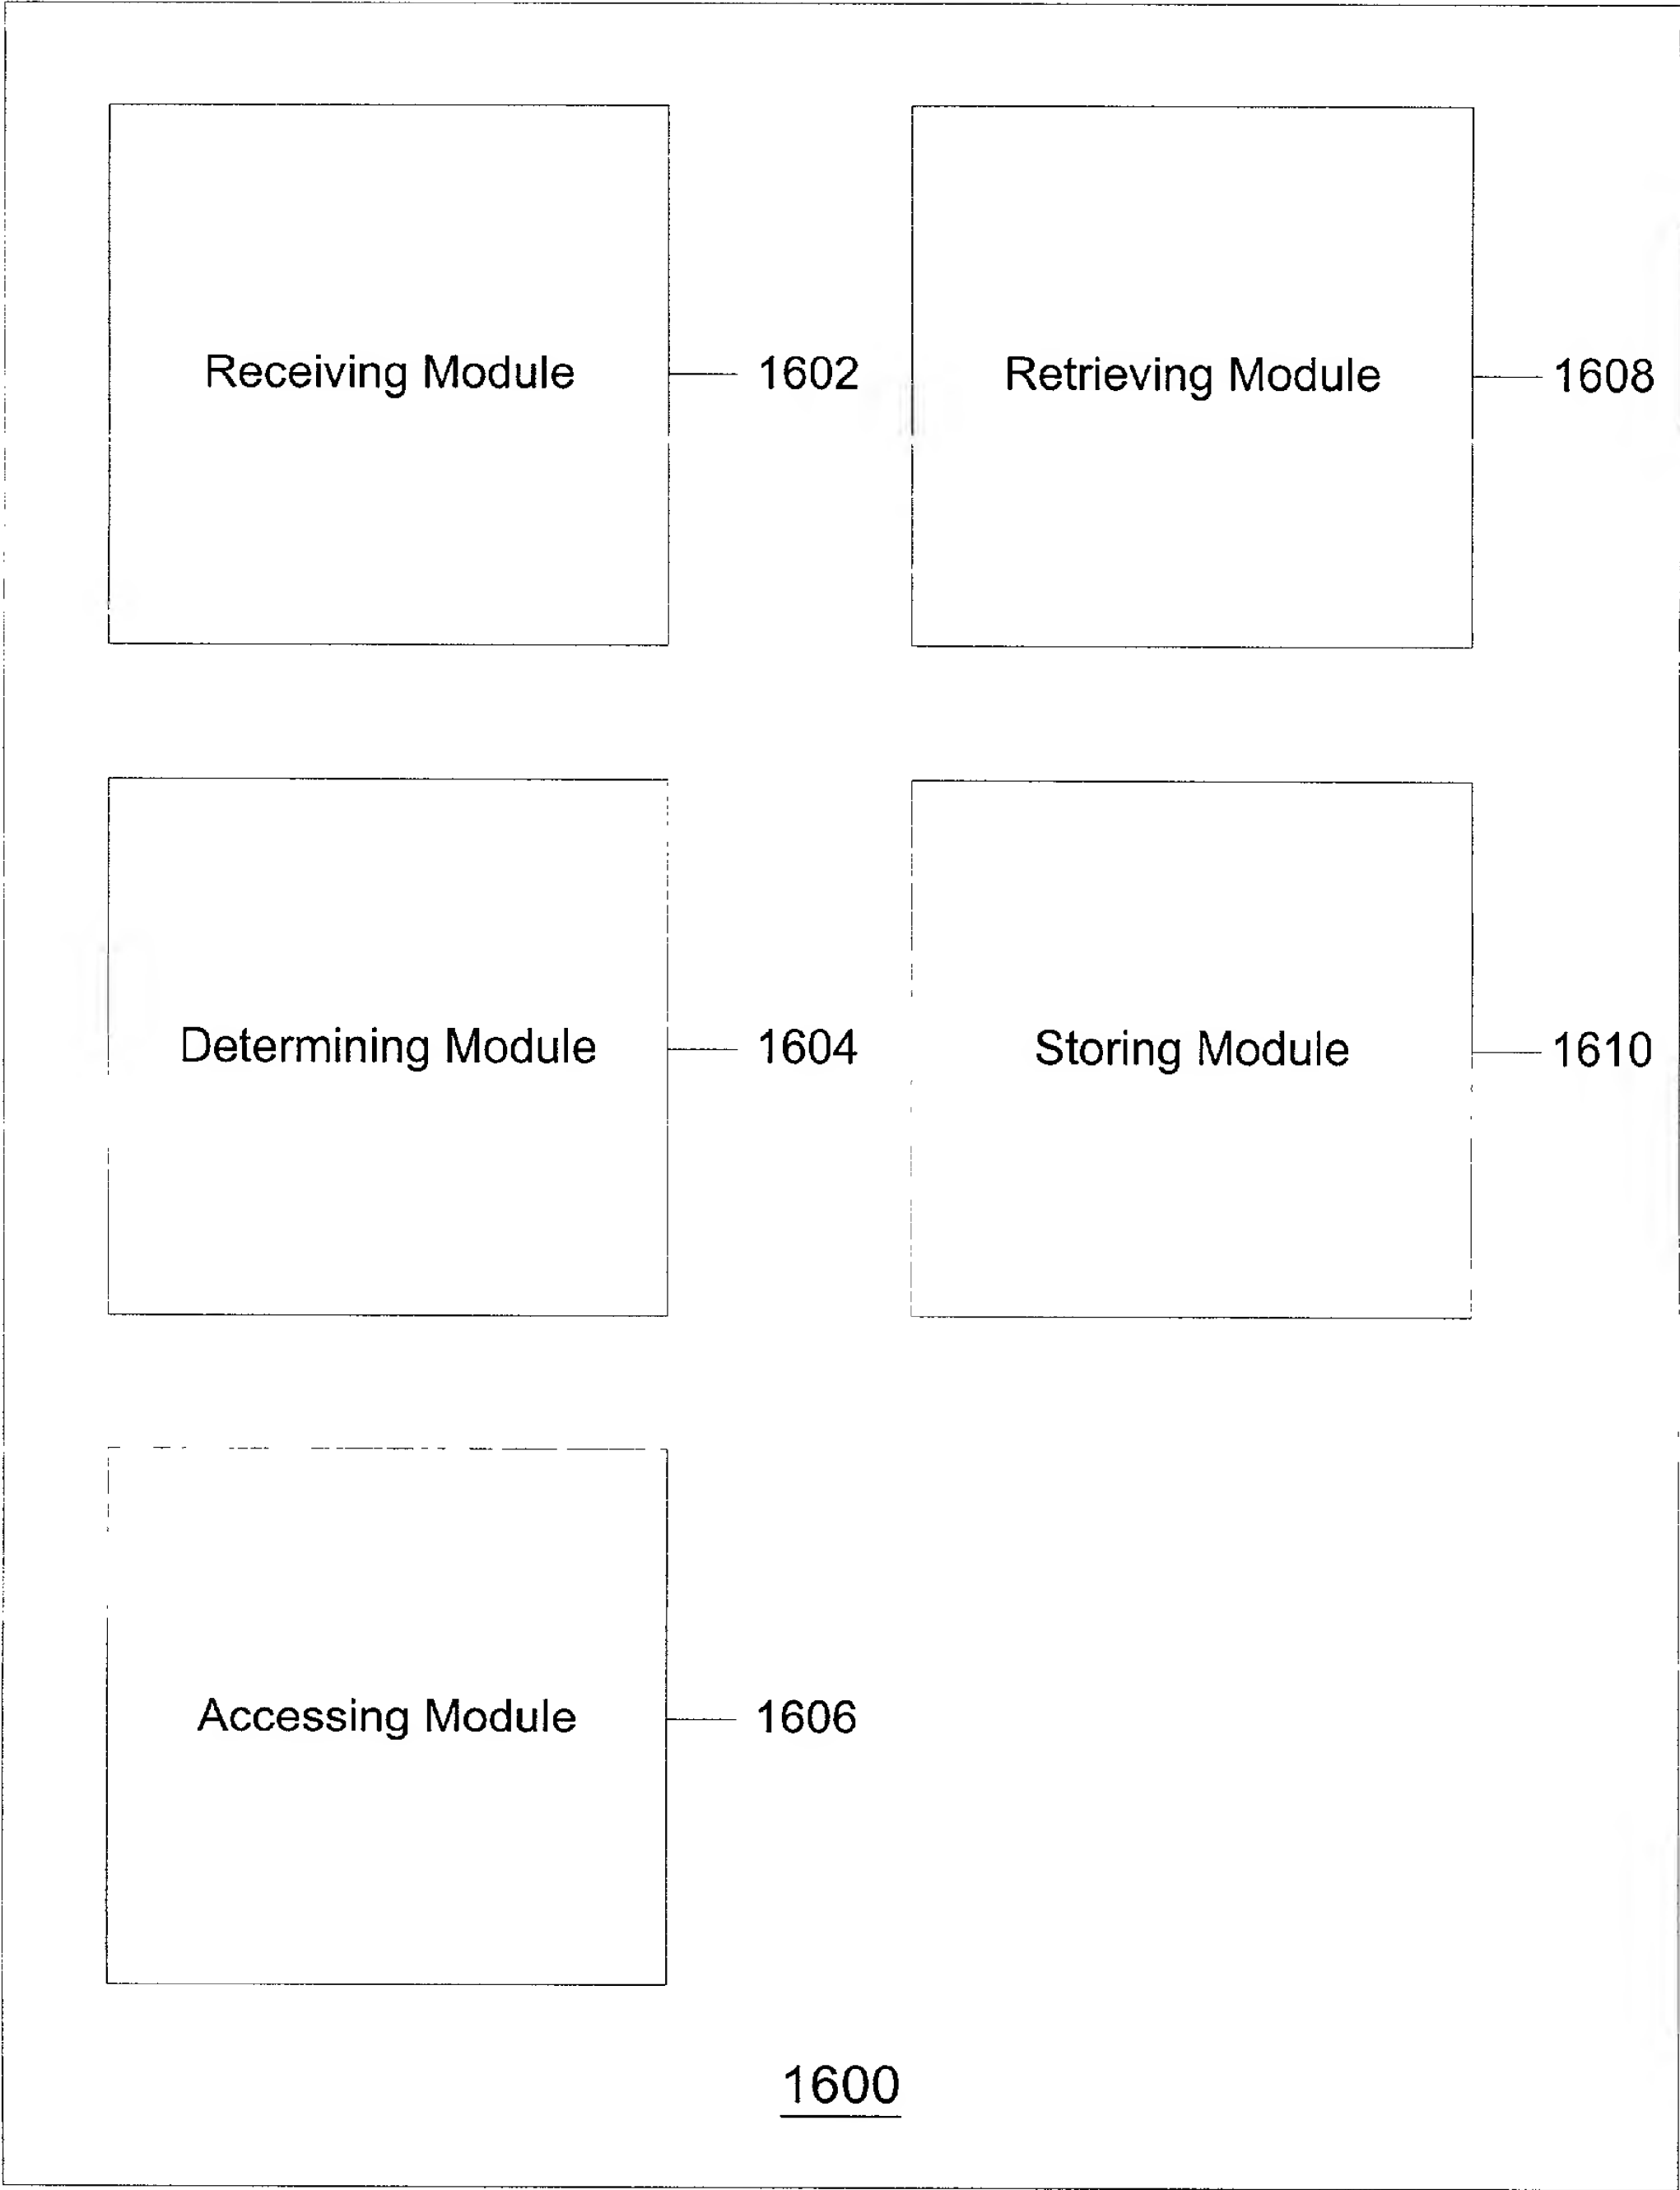 Receiving Module
1602
Retrieving Module
1608
Determining Module
1604
Storing Module
1610
Accessing Module
1606
1600